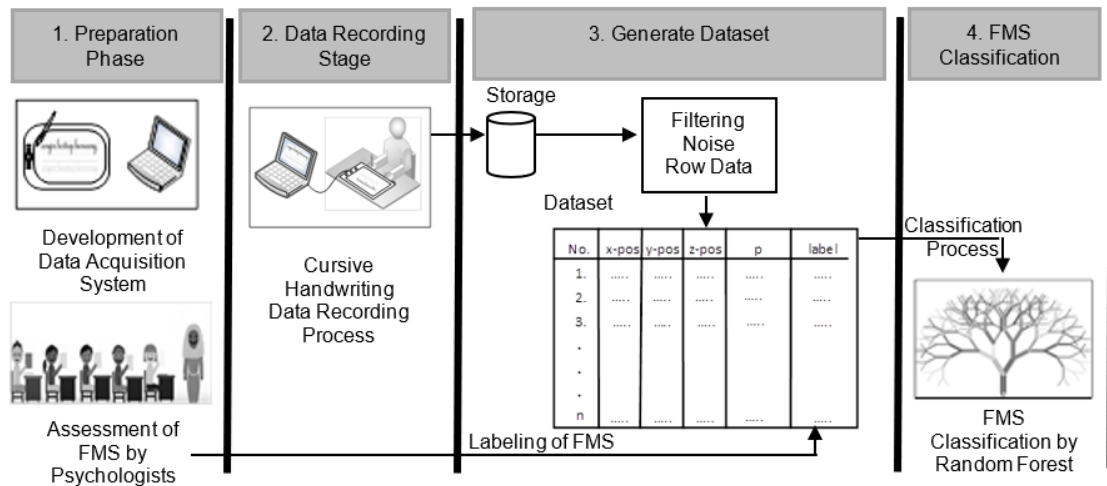 1. Preparation
Phase
2. Data Recording
Stage
3. Generate Dataset
4. FMS
Classification
Development of
Data Acquisition
System
Assessment of
FMS by
Psychologists
Cursive
Handwriting
Data Recording
Process
Storage
Filtering
Noise
Row Data
Dataset
No. x-pos y-pos z-pos p label
1. ..... ..... ..... ..... .....
2. ..... ..... ..... ..... .....
3. ..... ..... ..... ..... .....
.
.
.
.
n ..... ..... ..... ..... .....
Labeling of FMS
Classification
Process
FMS
Classification by
Random Forest